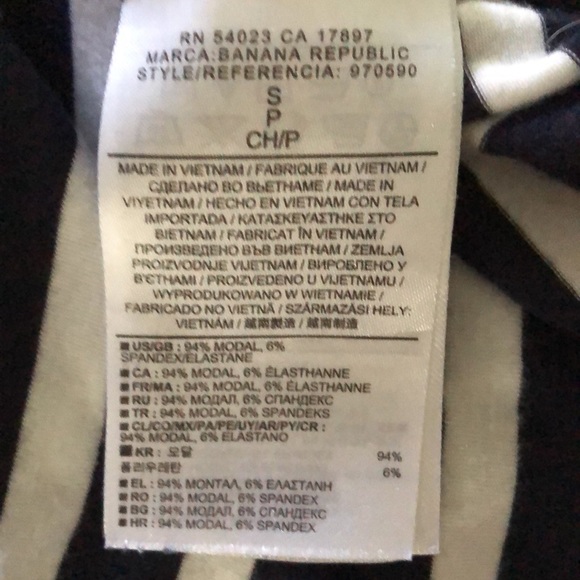 RN 54023 CA 17897
MARCA:BANANA REPUBLIC
STYLE/REFERENCIA: 970590
S
P
CH/P
MADE IN VIETNAM / FABRIQUE AU VIETNAM /
СДЕЛАНО ВО ВЬЕТНАМЕ / MADE IN
VIYETNAM / HECHO EN VIETNAM CON TELA
IMPORTADA / ΚΑΤΑΣΚΕΥΑΣΤΗΚΕ ΣΤΟ
ΒΙΕΤΝΑΜ / FABRICAT ÎN VIETNAM /
ПРОИЗВЕДЕНО ВЪВ ВИЕТНАМ / ZEMLJA
PROIZVODNJE VIJETNAM / ВИРОБЛЕНО У
В'ЄТНАМІ / PROIZVEDENO U VIJETNAMU /
WYPRODUKOWANO W WIETNAMIE /
FABRICADO NO VIETNÃ / SZÁRMAZÁSI HELY:
VIETNÁM / 越南製造 / 越南制造
US/GB : 94% MODAL, 6%
SPANDEX/ELASTANE
CA : 94% MODAL, 6% ÉLASTHANNE
FR/MA : 94% MODAL, 6% ÉLASTHANNE
RU : 94% МОДАЛ, 6% СПАНДЕКС
TR : 94% MODAL, 6% SPANDEKS
CL/CO/MX/PA/PE/UY/AR/PY/CR :
94% MODAL, 6% ELASTANO
KR : 모달 94%
폴리우레탄 6%
EL : 94% ΜΟΝΤΑΛ, 6% ΕΛΑΣΤΑΝΗ
RO : 94% MODAL, 6% SPANDEX
BG : 94% МОДАЛ, 6% СПАНДЕКС
HR : 94% MODAL, 6% SPANDEX